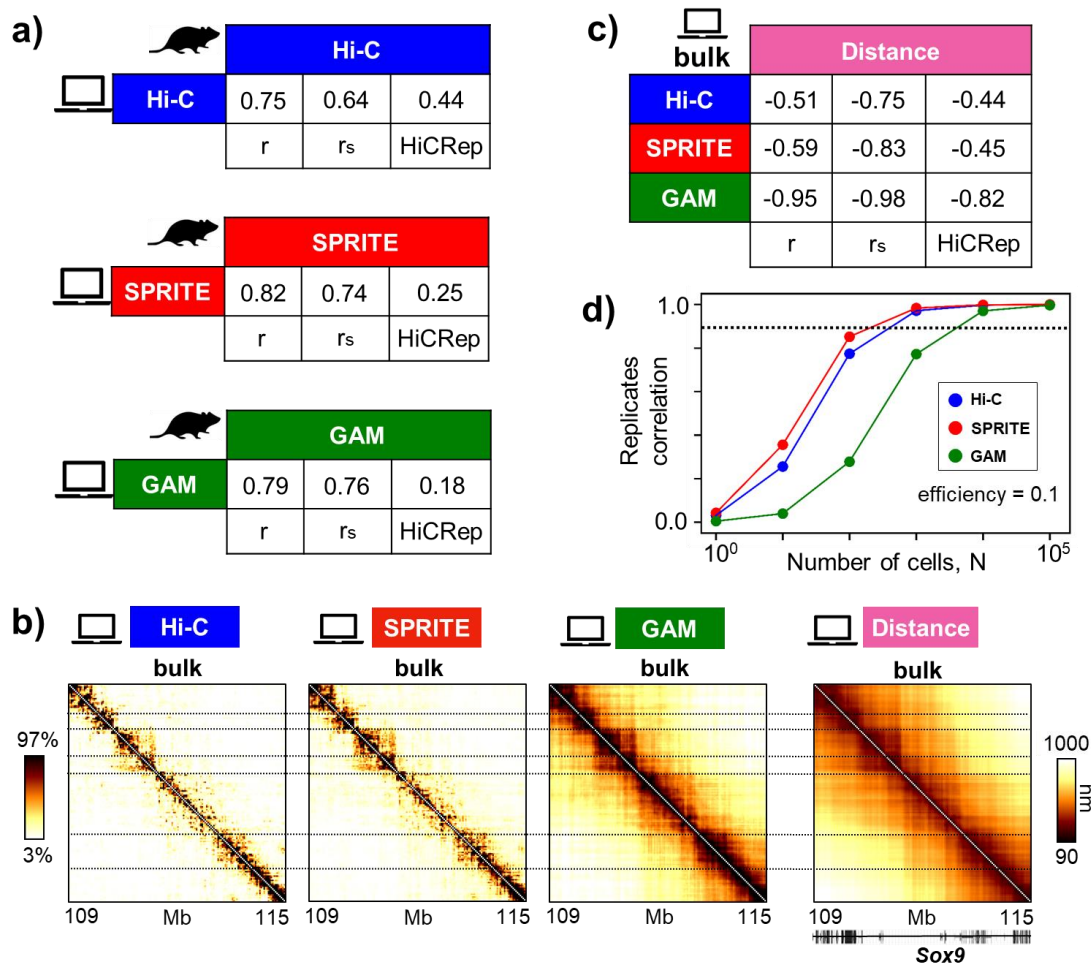 a)
Hi-C
Hi-C 0.75 0.64 0.44
r rs HiCRep
SPRITE
SPRITE 0.82 0.74 0.25
r rs HiCRep
GAM
GAM 0.79 0.76 0.18
r rs HiCRep
c)
bulk Distance
Hi-C -0.51 -0.75 -0.44
SPRITE -0.59 -0.83 -0.45
GAM -0.95 -0.98 -0.82
r rs HiCRep
d)
1.0
Replicates
correlation
0.0
Hi-C
SPRITE
GAM
efficiency = 0.1
10⁰ 10⁵
Number of cells, N
b)
Hi-C SPRITE GAM Distance
bulk bulk bulk bulk
97%
3%
1000
nm
90
109 Mb 115 109 Mb 115 109 Mb 115 109 Mb 115
Sox9